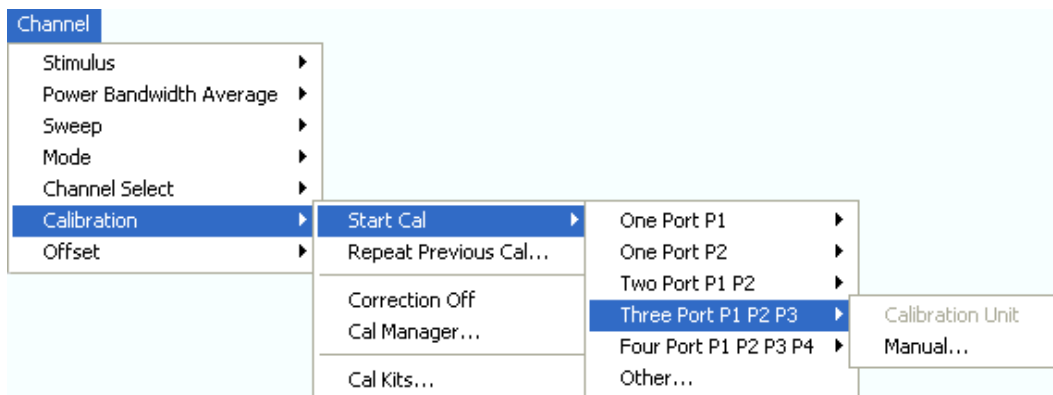 Channel
Stimulus
Power Bandwidth Average
Sweep
Mode
Channel Select
Calibration
Offset
Start Cal
Repeat Previous Cal...
Correction Off
Cal Manager...
Cal Kits...
One Port P1
One Port P2
Two Port P1 P2
Three Port P1 P2 P3
Four Port P1 P2 P3 P4
Other...
Calibration Unit
Manual...